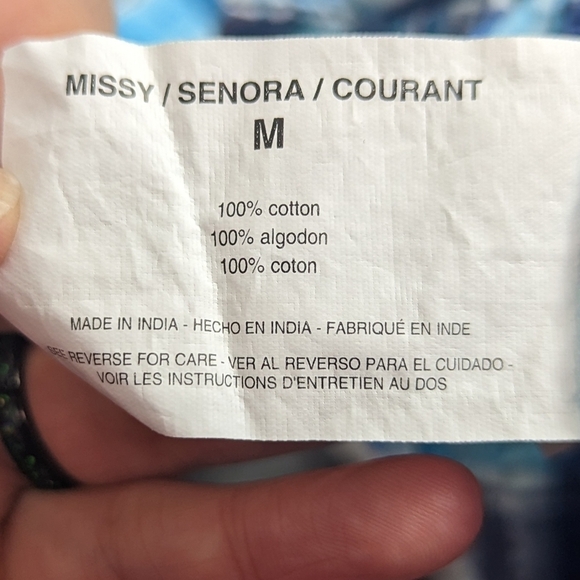 MISSY / SENORA / COURANT
M
100% cotton
100% algodon
100% coton
MADE IN INDIA - HECHO EN INDIA - FABRIQUÉ EN INDE
SEE REVERSE FOR CARE - VER AL REVERSO PARA EL CUIDADO -
VOIR LES INSTRUCTIONS D'ENTRETIEN AU DOS